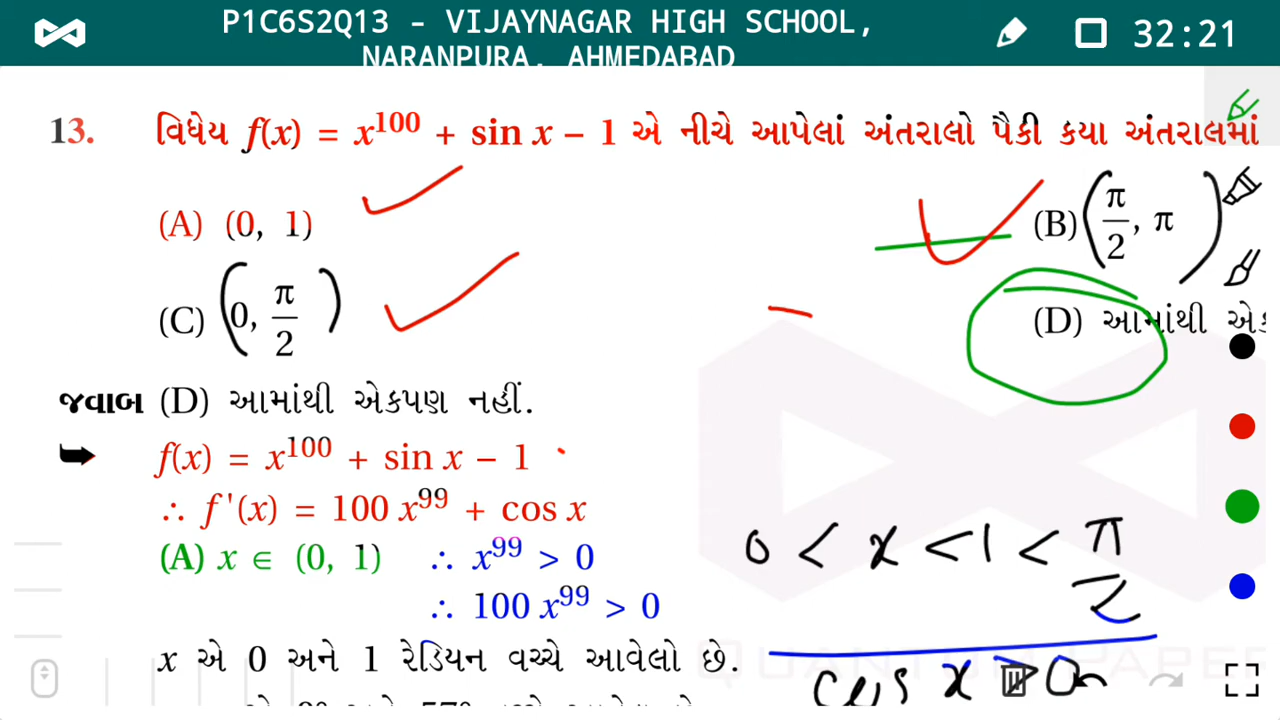 P1C6S2Q13 - VIJAYNAGAR HIGH SCHOOL,
NARANPURA, AHMEDABAD
32:21
13. વિધેય f(x) = x¹⁰⁰ + sin x − 1 એ નીચે આપેલાં અંતરાલો પૈકી કયા અંતરાલમાં
(A) (0, 1)
(B) (π/2, π)
(C) (0, π/2)
(D) આમાંથી
જવાબ (D) આમાંથી એકપણ નહીં.
➥ f(x) = x¹⁰⁰ + sin x − 1
∴ f'(x) = 100 x⁹⁹ + cos x
(A) x ∈ (0, 1) ∴ x⁹⁹ > 0
∴ 100 x⁹⁹ > 0
0 < x < 1 < π/2
x એ 0 અને 1 રેડિયન વચ્ચે આવેલો છે.
cos x > 0